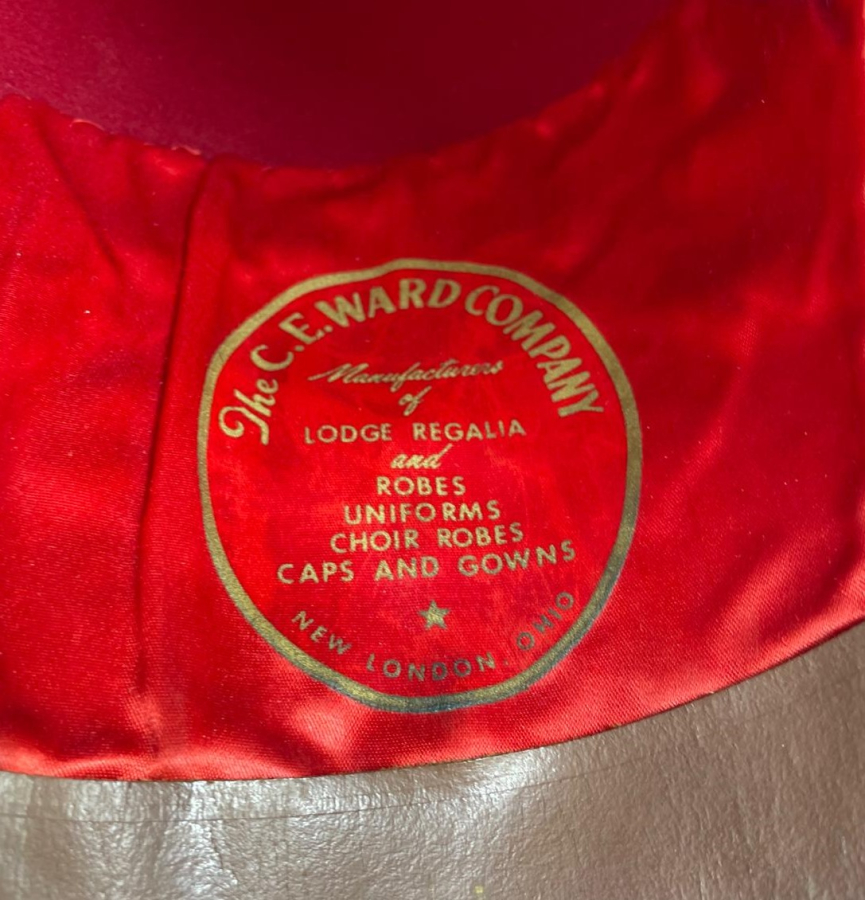 The C.E. WARD COMPANY
Manufacturers
of
LODGE REGALIA
and
ROBES
UNIFORMS
CHOIR ROBES
CAPS AND GOWNS
NEW LONDON, OHIO